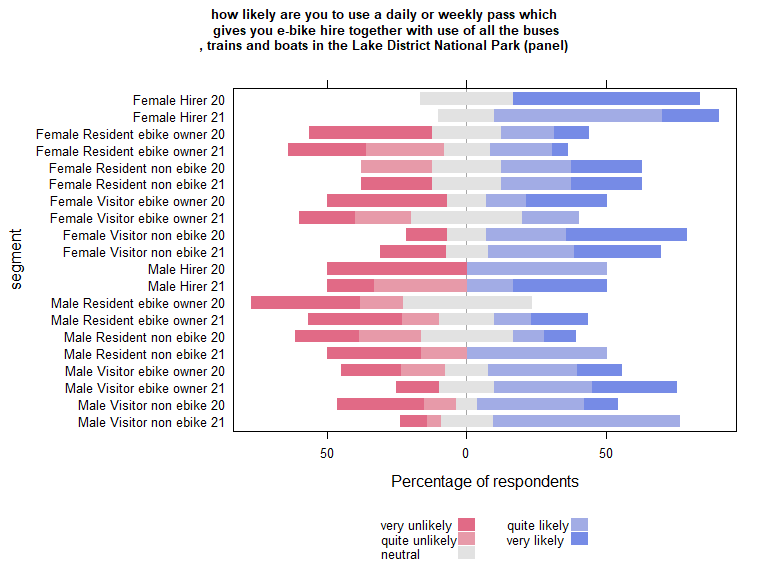 how likely are you to use a daily or weekly pass which
gives you e-bike hire together with use of all the buses
, trains and boats in the Lake District National Park (panel)
segment
Female Hirer 20
Female Hirer 21
Female Resident ebike owner 20
Female Resident ebike owner 21
Female Resident non ebike 20
Female Resident non ebike 21
Female Visitor ebike owner 20
Female Visitor ebike owner 21
Female Visitor non ebike 20
Female Visitor non ebike 21
Male Hirer 20
Male Hirer 21
Male Resident ebike owner 20
Male Resident ebike owner 21
Male Resident non ebike 20
Male Resident non ebike 21
Male Visitor ebike owner 20
Male Visitor ebike owner 21
Male Visitor non ebike 20
Male Visitor non ebike 21
50 0 50
Percentage of respondents
very unlikely quite likely
quite unlikely very likely
neutral